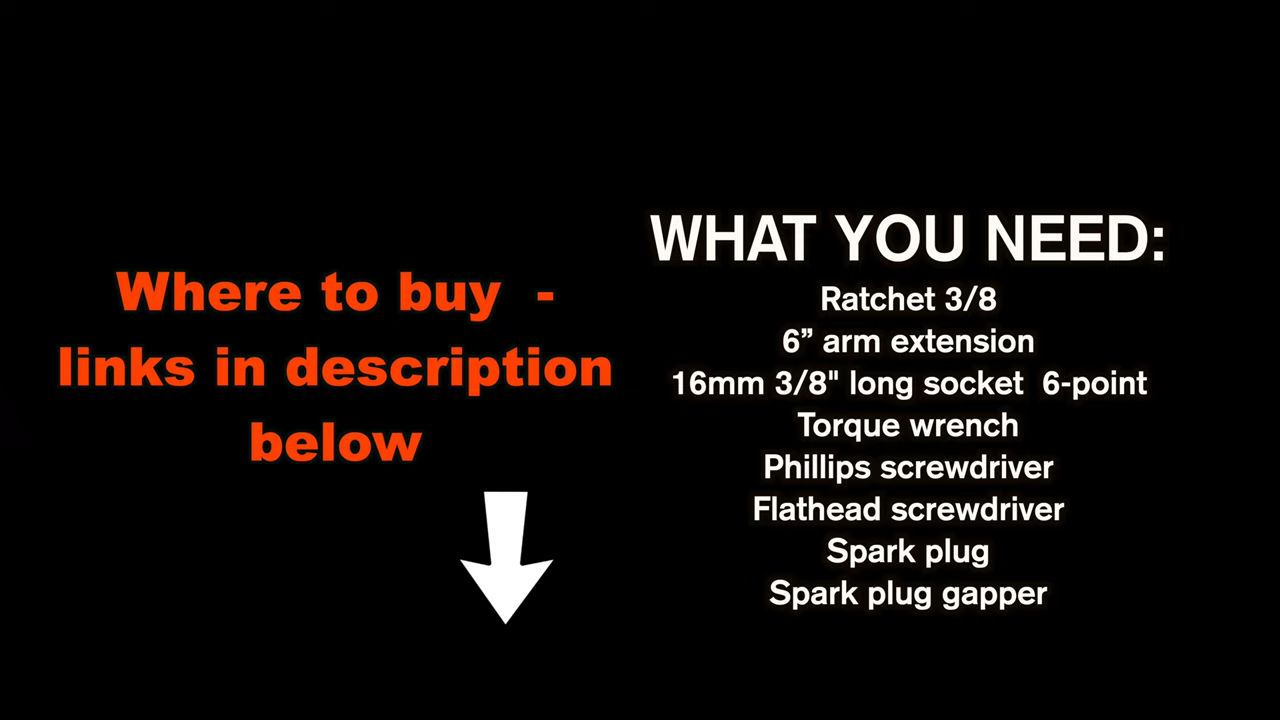 Where to buy  -
links in description
below
WHAT YOU NEED:
Ratchet 3/8
6” arm extension
16mm 3/8" long socket  6-point
Torque wrench
Phillips screwdriver
Flathead screwdriver
Spark plug
Spark plug gapper